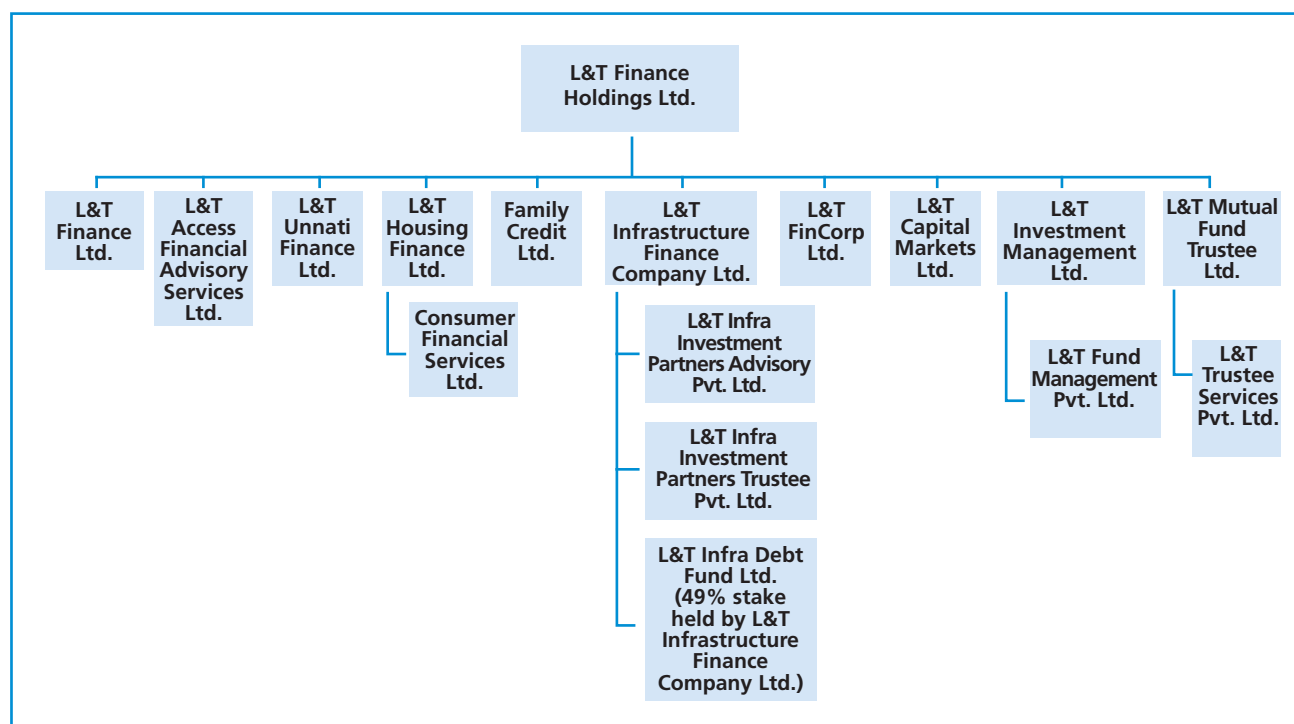 L&T Finance
Holdings Ltd.
L&T
Finance
Ltd.
L&T
Access
Financial
Advisory
Services
Ltd.
L&T
Unnati
Finance
Ltd.
L&T
Housing
Finance
Ltd.
Family
Credit
Ltd.
L&T
Infrastructure
Finance
Company Ltd.
L&T
FinCorp
Ltd.
L&T
Capital
Markets
Ltd.
L&T
Investment
Management
Ltd.
L&T Mutual
Fund
Trustee
Ltd.
Consumer
Financial
Services
Ltd.
L&T Infra
Investment
Partners Advisory
Pvt. Ltd.
L&T Fund
Management
Pvt. Ltd.
L&T
Trustee
Services
Pvt. Ltd.
L&T Infra
Investment
Partners Trustee
Pvt. Ltd.
L&T Infra Debt
Fund Ltd.
(49% stake
held by L&T
Infrastructure
Finance
Company Ltd.)